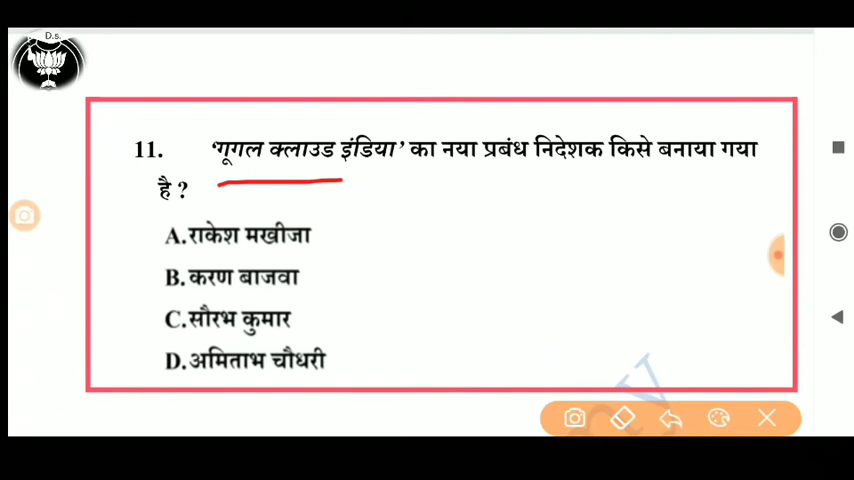 D.s.
11. 'गूगल क्लाउड इंडिया' का नया प्रबंध निदेशक किसे बनाया गया
है ?
A.राकेश मखीजा
B.करण बाजवा
C.सौरभ कुमार
D.अमिताभ चौधरी